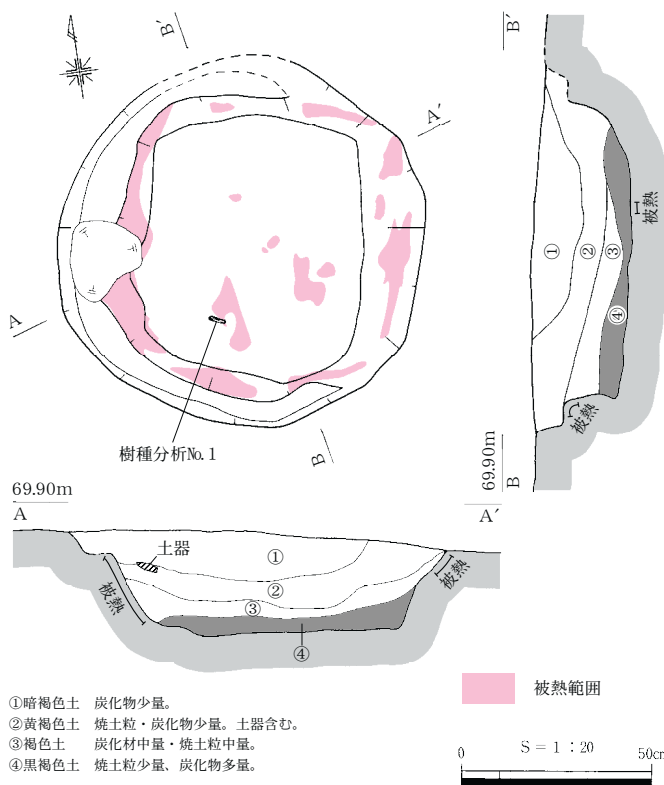 B′
A′
A
B
樹種分析№1
B′
被熱
①
②
③
④
被熱
69.90m
B
69.90m
A
A′
土器
①
被熱
②
被熱
③
④
被熱範囲
①暗褐色土 炭化物少量。
②黄褐色土 焼土粒・炭化物少量。土器含む。
③褐色土 炭化材中量・焼土粒中量。
④黒褐色土 焼土粒少量、炭化物多量。
S＝1：20
0
50cm